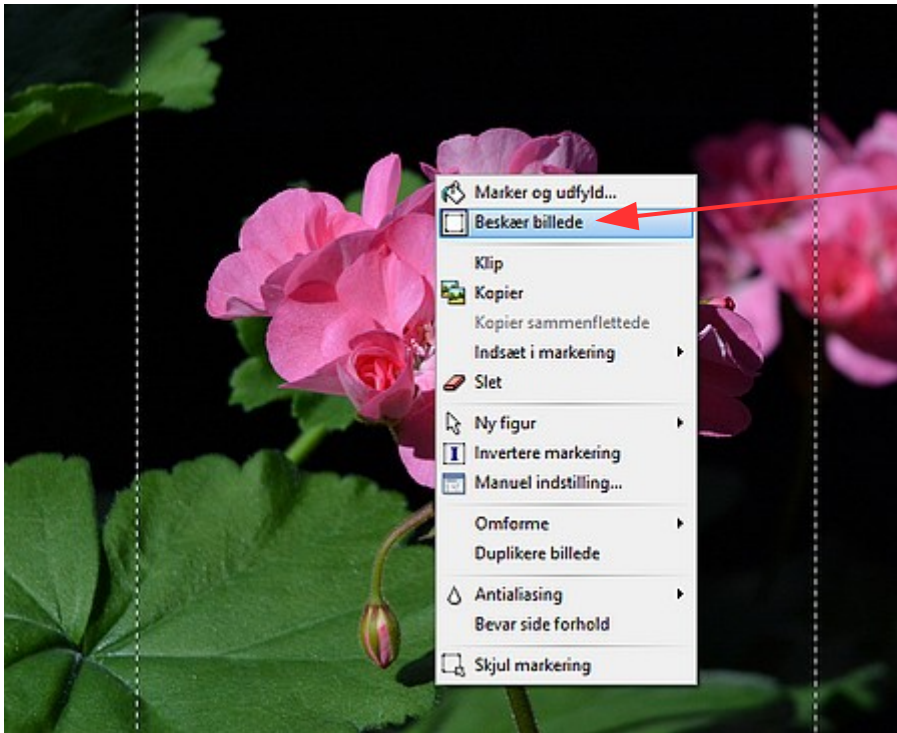 Marker og udfyld...
Beskær billede
Klip
Kopier
Kopier sammenflettede
Indsæt i markering
Slet
Ny figur
Invertere markering
Manuel indstilling...
Omforme
Duplikere billede
Antialiasing
Bevar side forhold
Skjul markering